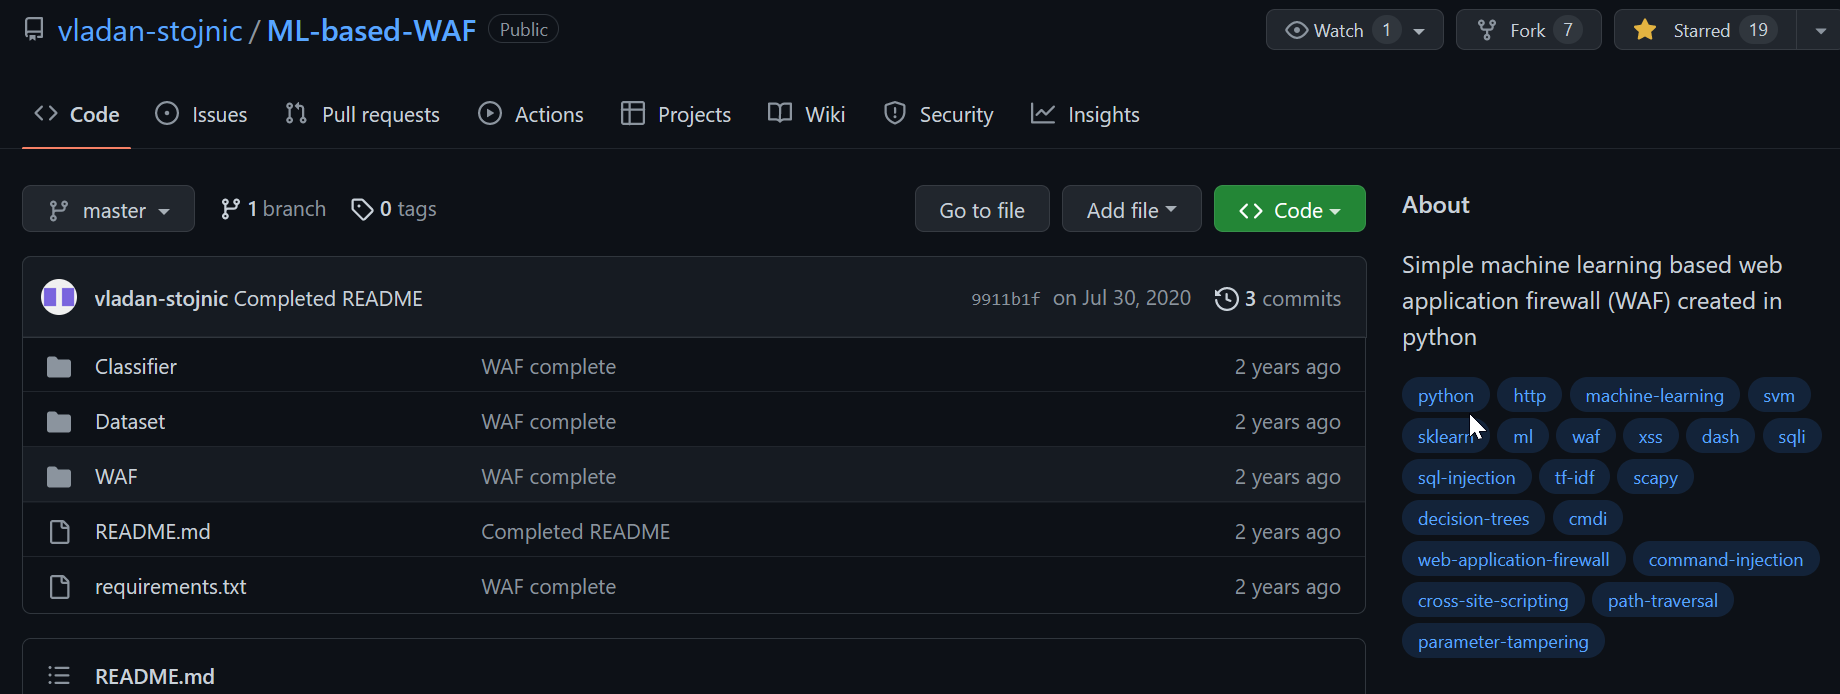 vladan-stojnic / ML-based-WAF Public Watch 1 Fork 7 Starred 19
Code Issues Pull requests Actions Projects Wiki Security Insights
master 1 branch 0 tags Go to file Add file Code
vladan-stojnic Completed README 9911b1f on Jul 30, 2020 3 commits
Classifier WAF complete 2 years ago
Dataset WAF complete 2 years ago
WAF WAF complete 2 years ago
README.md Completed README 2 years ago
requirements.txt WAF complete 2 years ago
README.md
About
Simple machine learning based web
application firewall (WAF) created in
python
python http machine-learning svm
sklearn ml waf xss dash sqli
sql-injection tf-idf scapy
decision-trees cmdi
web-application-firewall command-injection
cross-site-scripting path-traversal
parameter-tampering